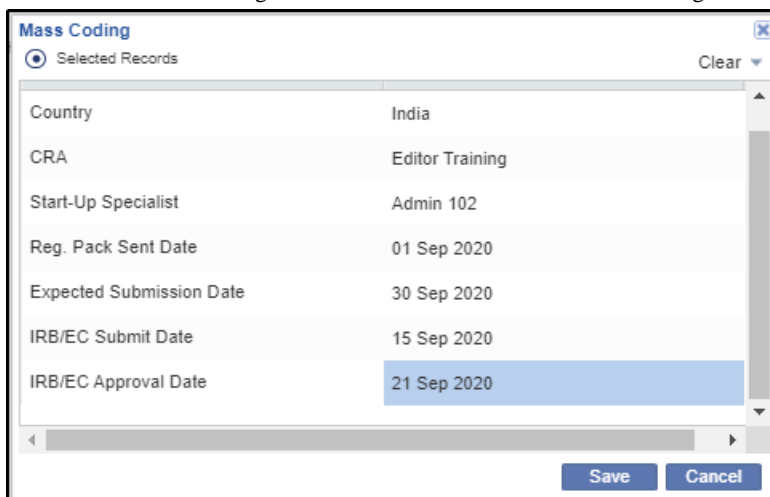 Mass Coding
Selected Records
Clear
Country India
CRA Editor Training
Start-Up Specialist Admin 102
Reg. Pack Sent Date 01 Sep 2020
Expected Submission Date 30 Sep 2020
IRB/EC Submit Date 15 Sep 2020
IRB/EC Approval Date 21 Sep 2020
Save Cancel